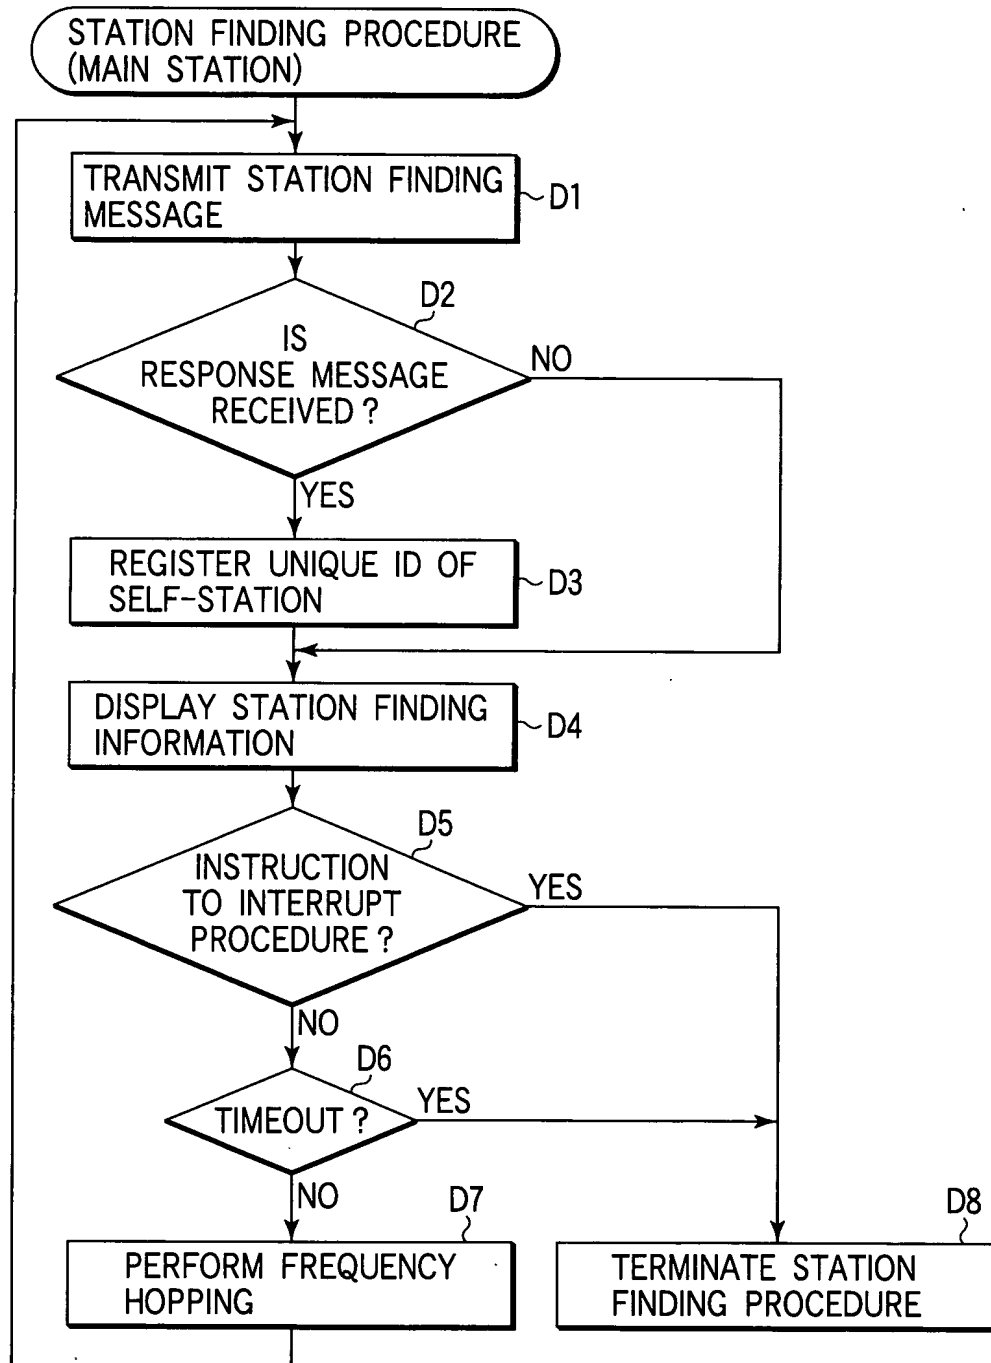 STATION FINDING PROCEDURE
(MAIN STATION)
TRANSMIT STATION FINDING
MESSAGE
D1
D2
IS
RESPONSE MESSAGE
RECEIVED?
NO
YES
REGISTER UNIQUE ID OF
SELF-STATION
D3
DISPLAY STATION FINDING
INFORMATION
D4
D5
INSTRUCTION
TO INTERRUPT
PROCEDURE?
YES
NO
D6
TIMEOUT?
YES
NO
D7
PERFORM FREQUENCY
HOPPING
D8
TERMINATE STATION
FINDING PROCEDURE